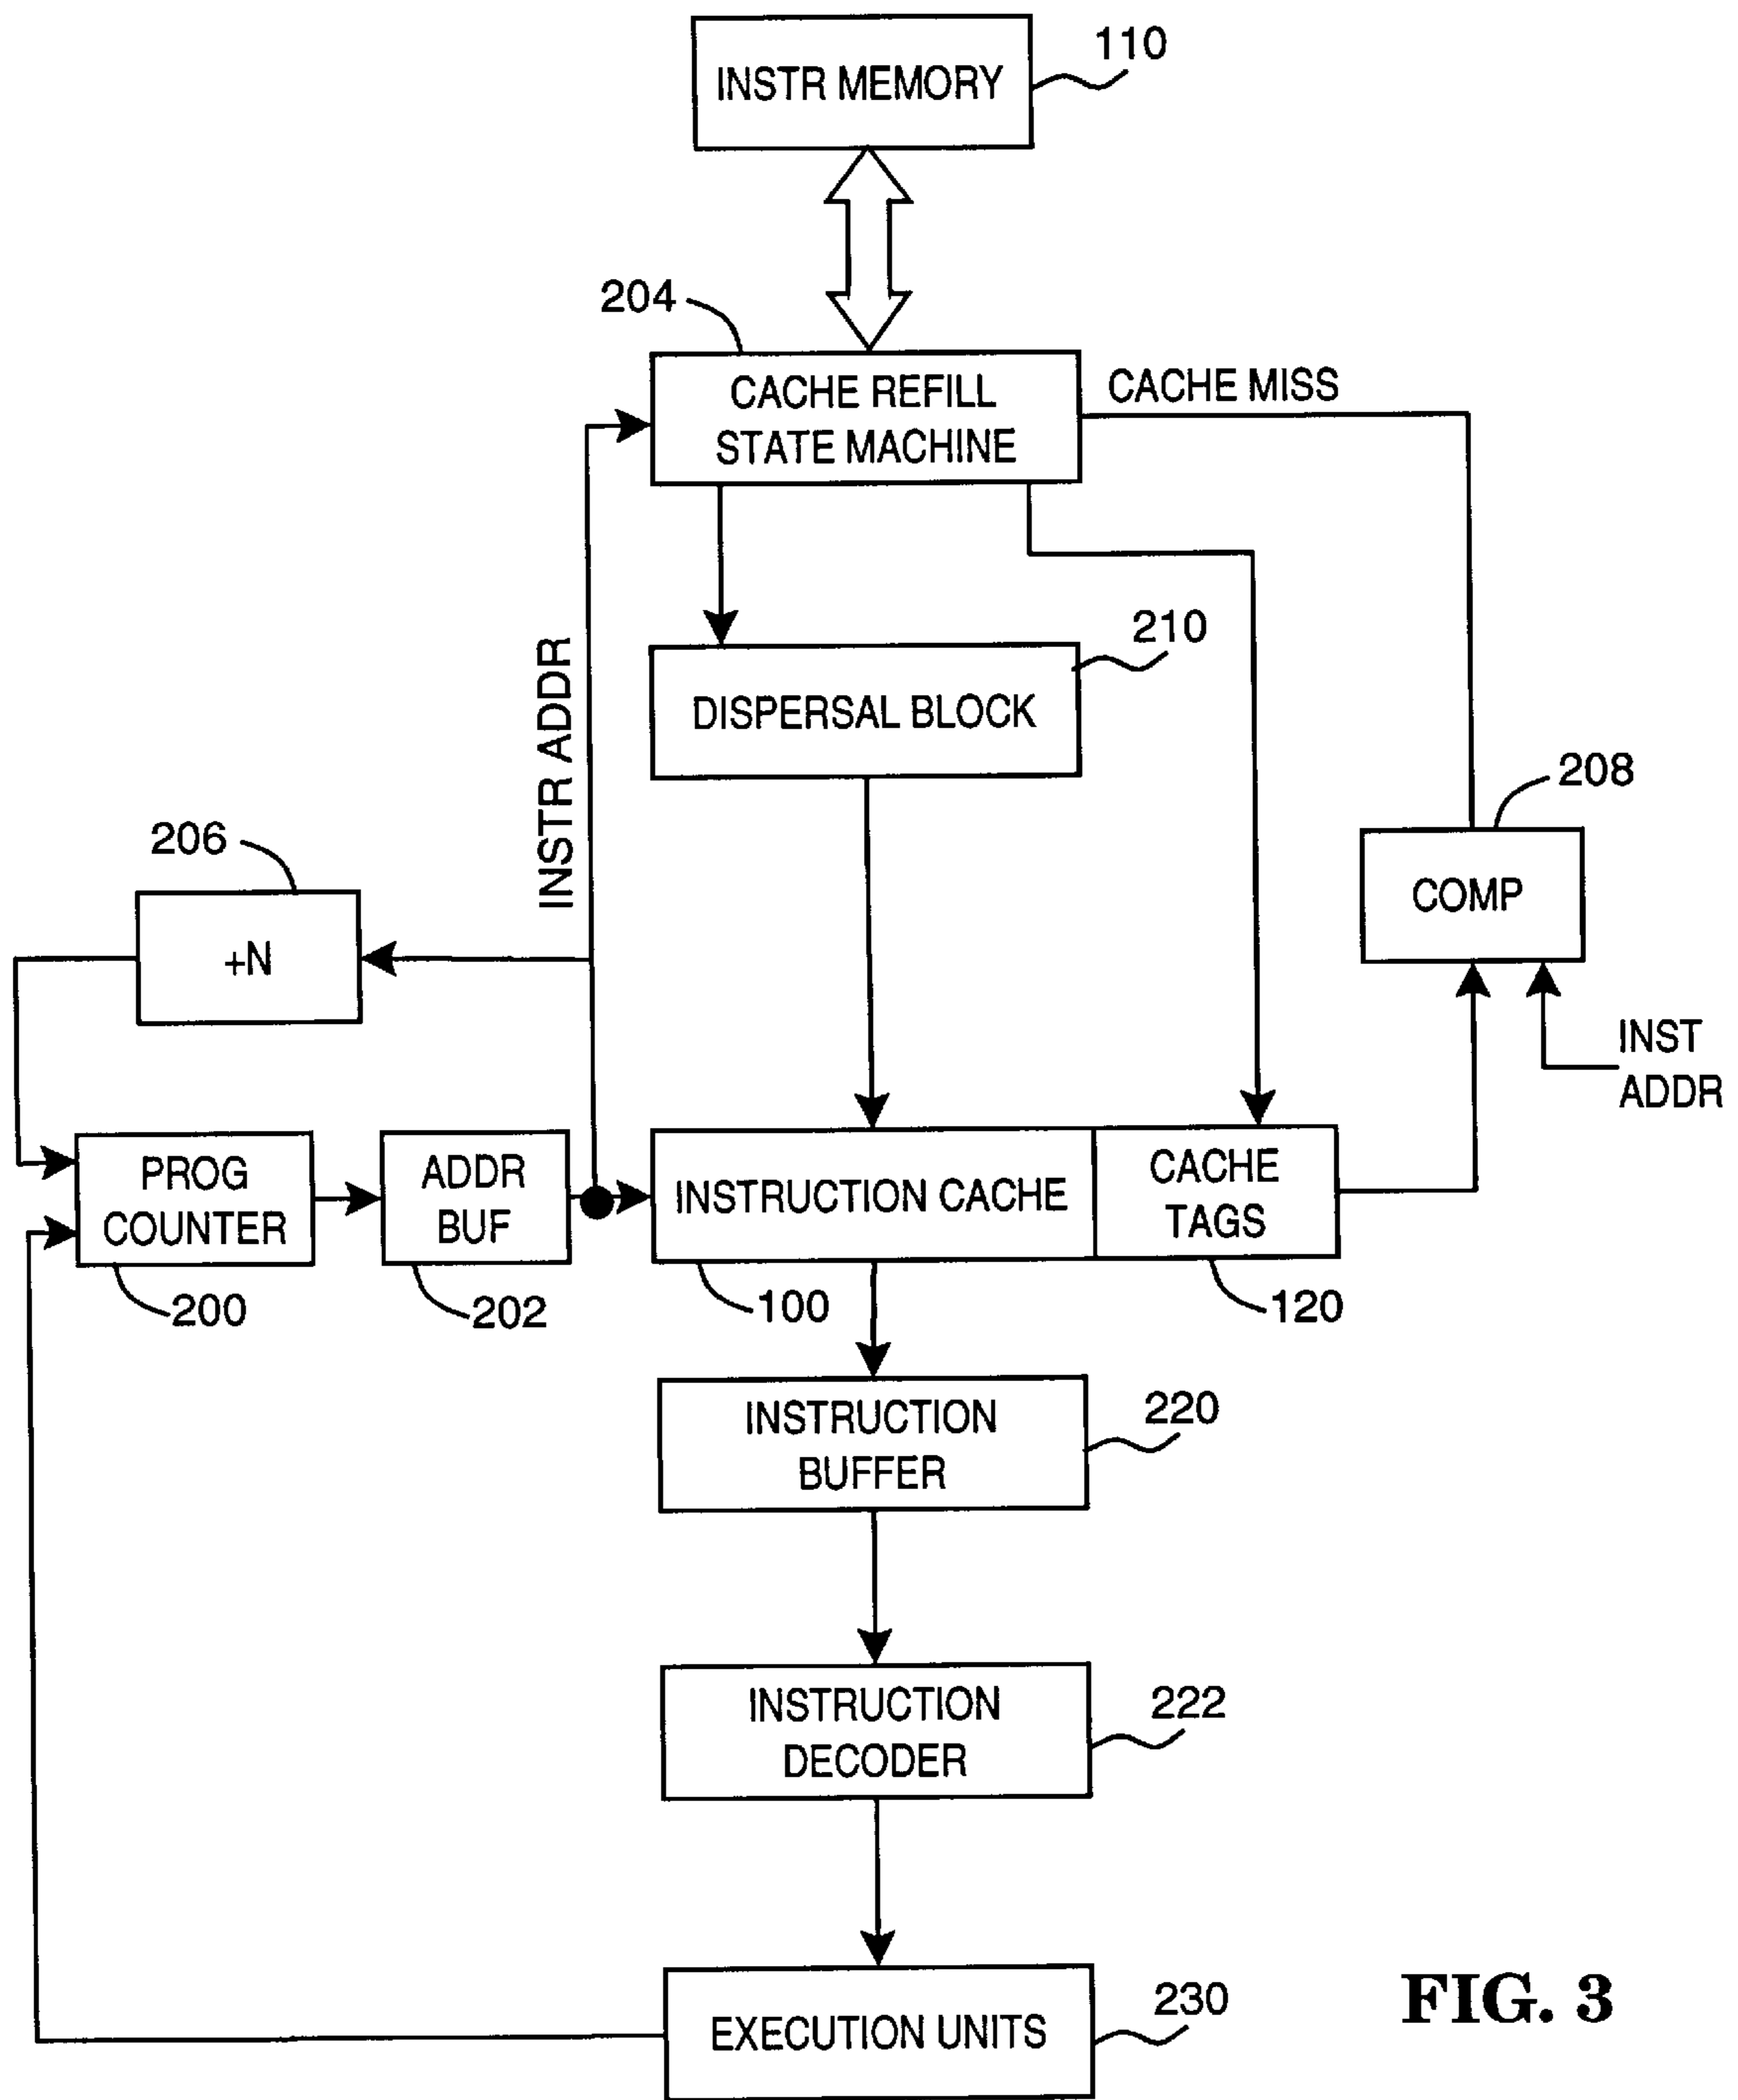 INSTR MEMORY
110
204
CACHE REFILL
STATE MACHINE
CACHE MISS
INSTR ADDR
210
DISPERSAL BLOCK
208
COMP
206
+N
INST
ADDR
PROG
COUNTER
ADDR
BUF
INSTRUCTION CACHE
CACHE
TAGS
200
202
100
120
INSTRUCTION
BUFFER
220
INSTRUCTION
DECODER
222
EXECUTION UNITS
230
FIG. 3